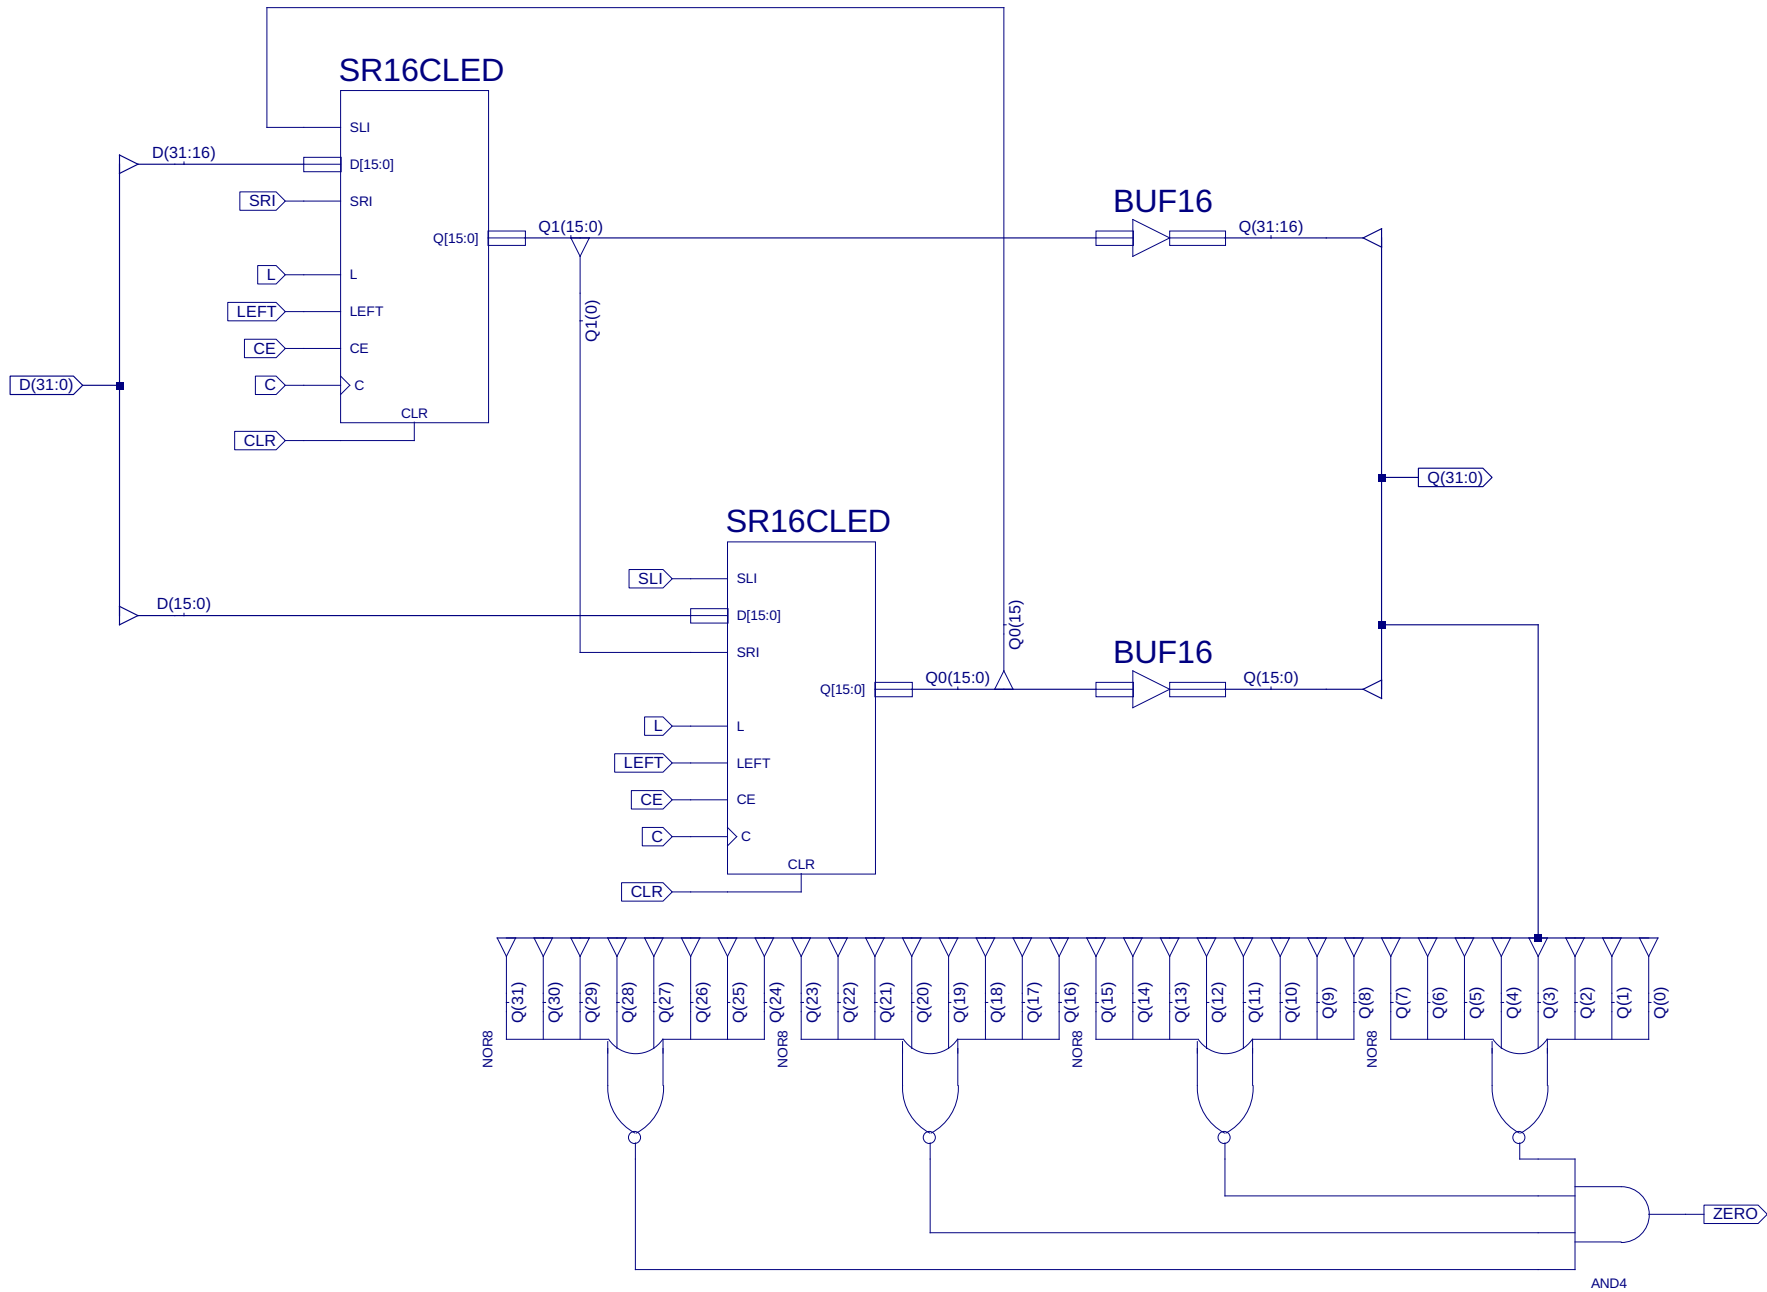 SR16CLED
SLI
D(31:16)
D[15:0]
SRI
SRI
Q[15:0]
Q1(15:0)
BUF16
Q(31:16)
L
L
LEFT
LEFT
Q1(0)
CE
CE
D(31:0)
C
C
CLR
CLR
Q(31:0)
SR16CLED
SLI
SLI
D(15:0)
D[15:0]
Q0(15)
SRI
BUF16
Q[15:0]
Q0(15:0)
Q(15:0)
L
L
LEFT
LEFT
CE
CE
C
C
CLR
CLR
Q(31)
Q(30)
Q(29)
Q(28)
Q(27)
Q(26)
Q(25)
Q(24)
Q(23)
Q(22)
Q(21)
Q(20)
Q(19)
Q(18)
Q(17)
Q(16)
Q(15)
Q(14)
Q(13)
Q(12)
Q(11)
Q(10)
Q(9)
Q(8)
Q(7)
Q(6)
Q(5)
Q(4)
Q(3)
Q(2)
Q(1)
Q(0)
NOR8
NOR8
NOR8
NOR8
ZERO
AND4